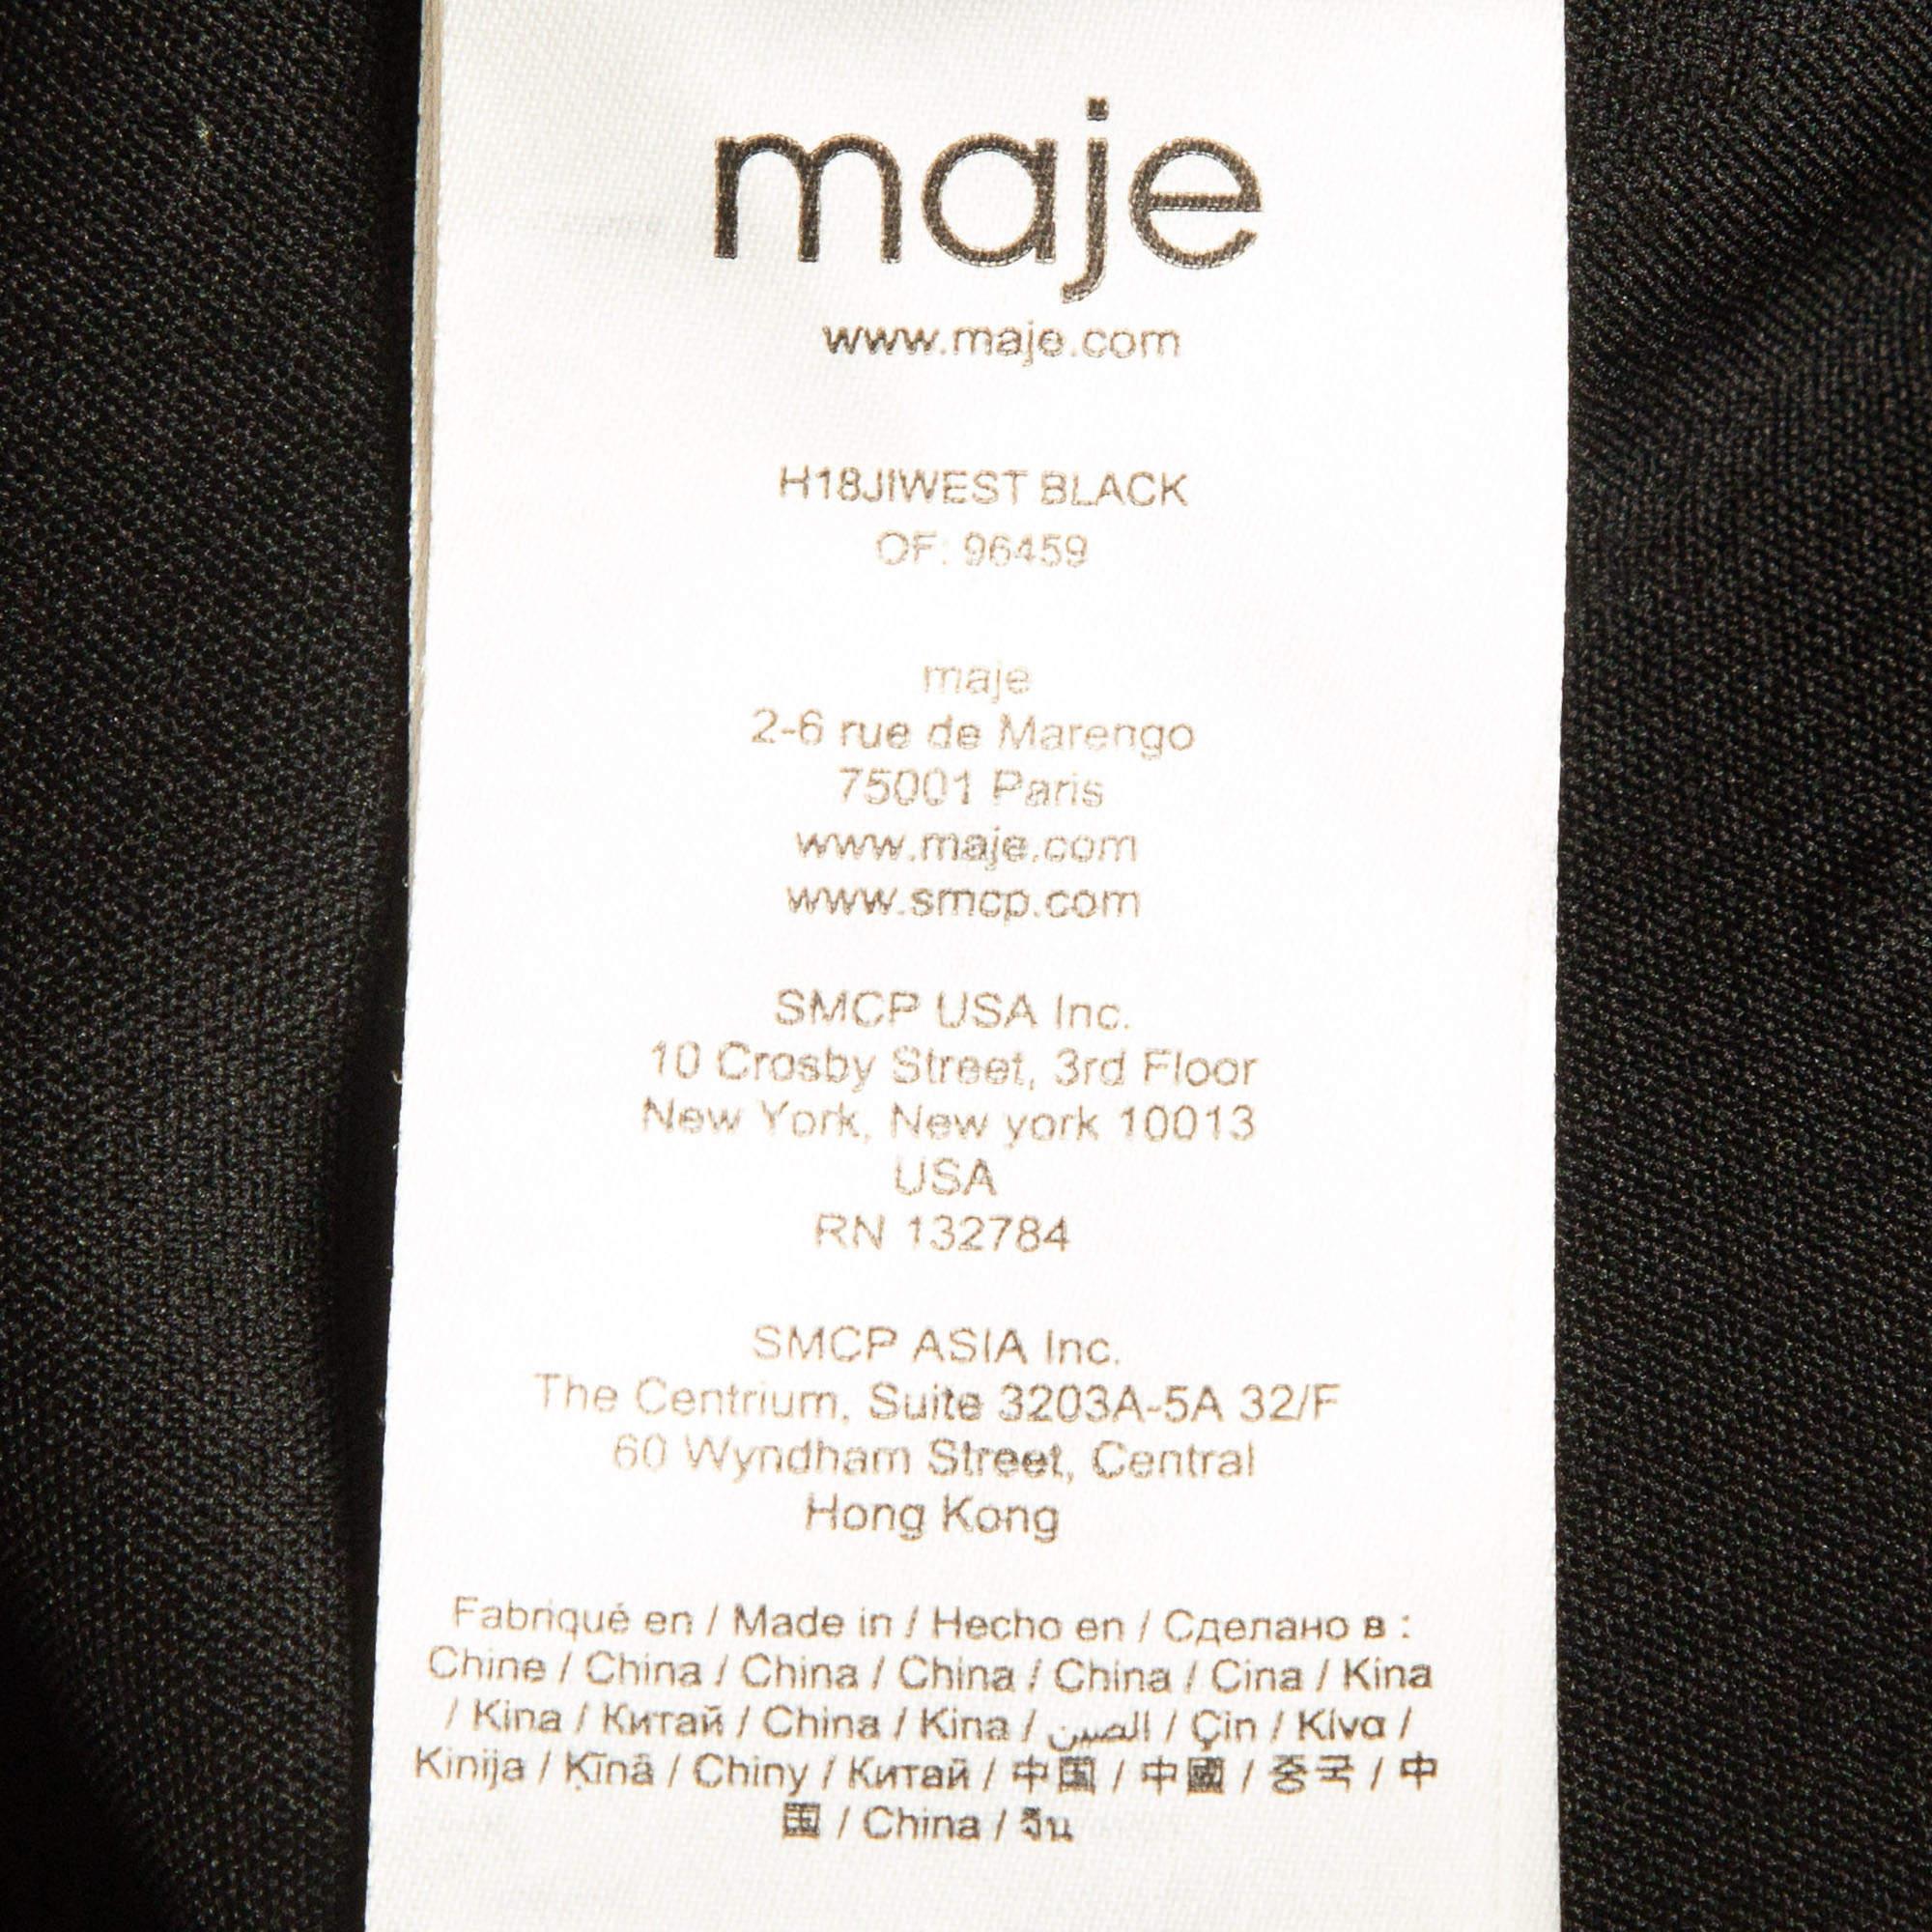 maje
www.maje.com
H18JIWEST BLACK
OF: 96459
maje
2-6 rue de Marengo
75001 Paris
www.maje.com
www.smcp.com
SMCP USA Inc.
10 Crosby Street, 3rd Floor
New York, New york 10013
USA
RN 132784
SMCP ASIA Inc.
The Centrium, Suite 3203A-5A 32/F
60 Wyndham Street, Central
Hong Kong
Fabriqué en / Made in / Hecho en / Сделано в :
Chine / China / China / China / China / Cina / Kina
/ Kina / Китай / China / Kina / الصين / Çin / Κίνα /
Kinija / Ķīnā / Chiny / Китай / 中国 / 中國 / 중국 / 中
国 / China / จีน